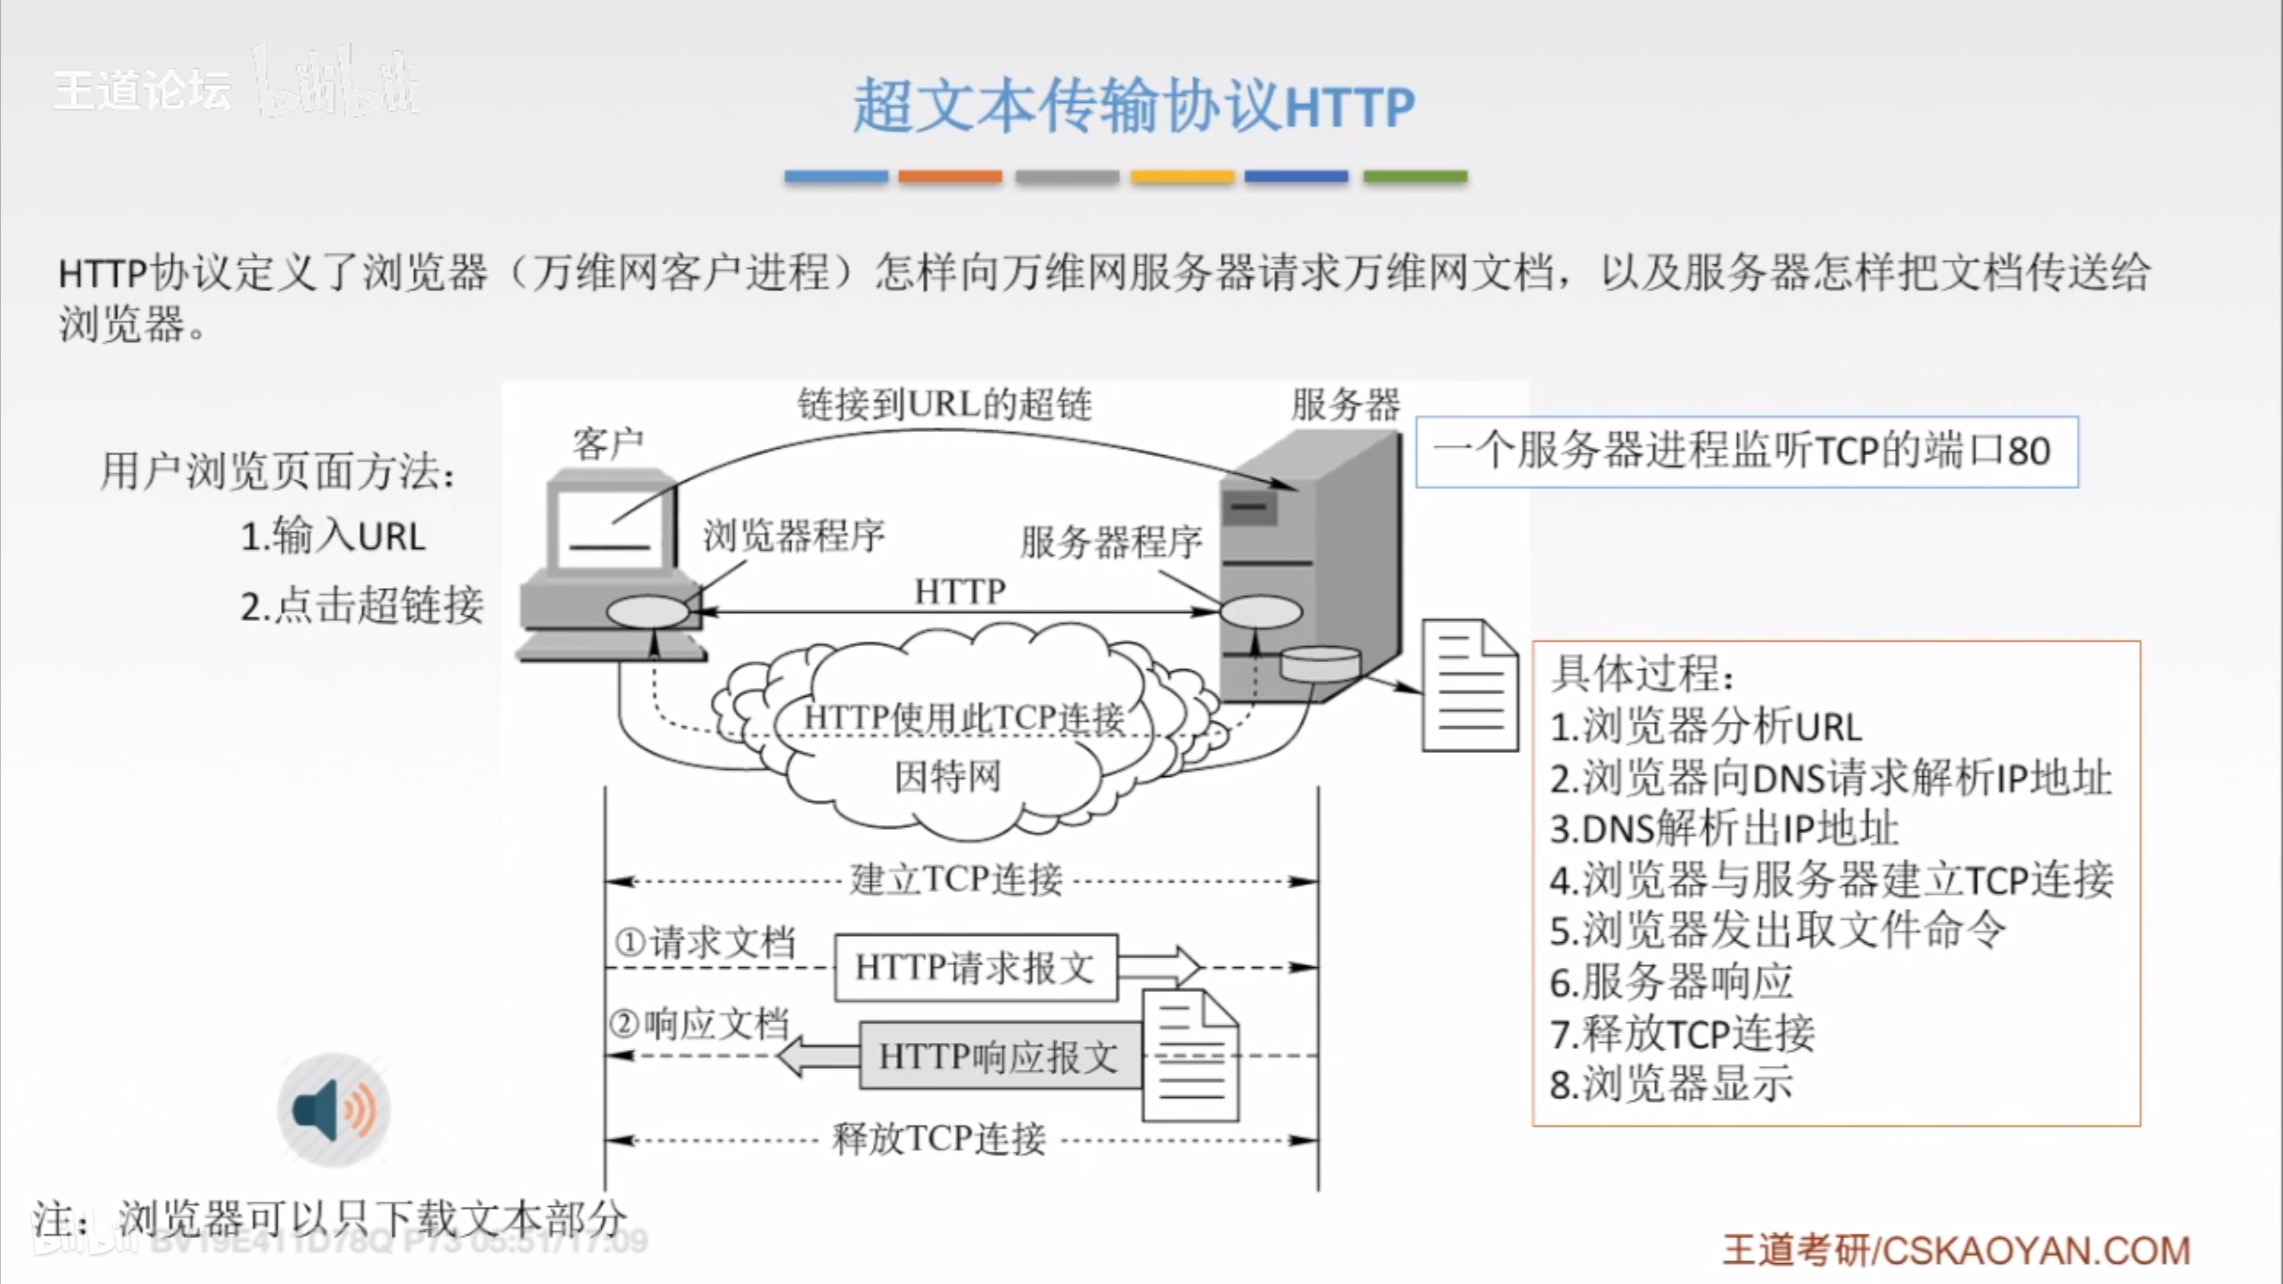 王道论坛 bilibili
超文本传输协议HTTP
HTTP协议定义了浏览器（万维网客户进程）怎样向万维网服务器请求万维网文档，以及服务器怎样把文档传送给
浏览器。
用户浏览页面方法：
1.输入URL
2.点击超链接
链接到URL的超链
客户
服务器
一个服务器进程监听TCP的端口80
浏览器程序
服务器程序
HTTP
HTTP使用此TCP连接
因特网
建立TCP连接
①请求文档
HTTP请求报文
②响应文档
HTTP响应报文
释放TCP连接
具体过程：
1.浏览器分析URL
2.浏览器向DNS请求解析IP地址
3.DNS解析出IP地址
4.浏览器与服务器建立TCP连接
5.浏览器发出取文件命令
6.服务器响应
7.释放TCP连接
8.浏览器显示
注：浏览器可以只下载文本部分
bilibili BV19E411D78Q P73 05:51/17:09
王道考研/CSKAOYAN.COM